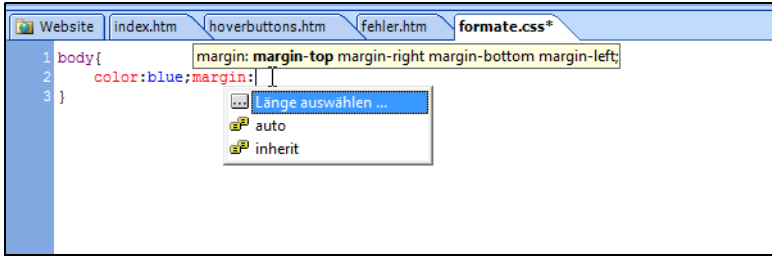 Website index.htm hoverbuttons.htm fehler.htm formate.css*
1 body{
margin: margin-top margin-right margin-bottom margin-left;
2 color:blue;margin:
3 }
Länge auswählen ...
auto
inherit